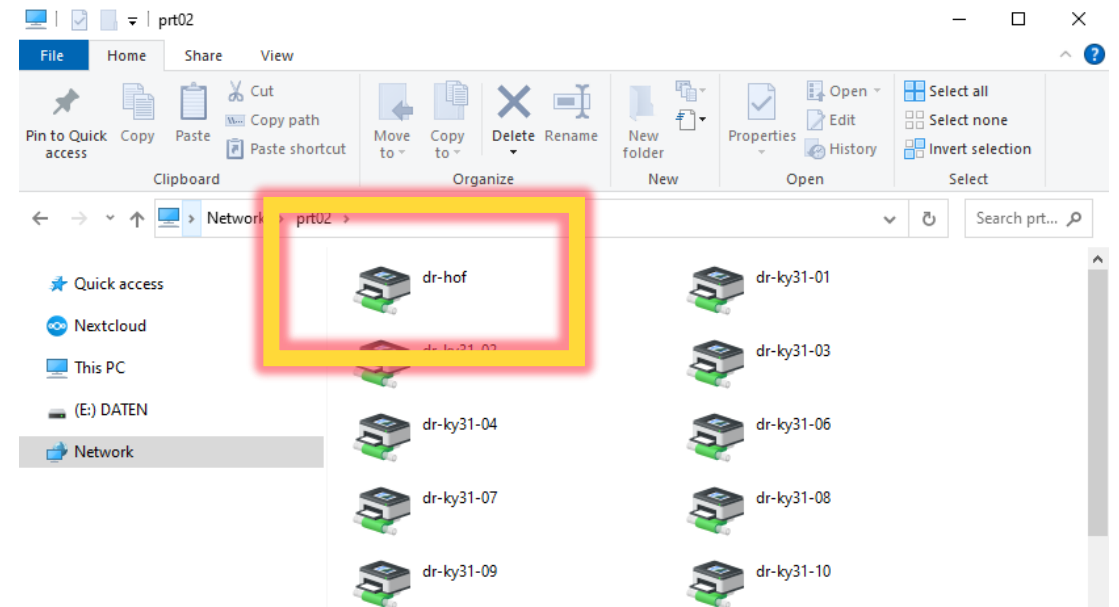 prt02
File Home Share View
Pin to Quick access
Copy
Paste
Cut
Copy path
Paste shortcut
Clipboard
Move to
Copy to
Delete
Rename
Organize
New folder
New
Properties
Open
Edit
History
Open
Select all
Select none
Invert selection
Select
Network prt02
Search prt...
Quick access
Nextcloud
This PC
(E:) DATEN
Network
dr-hof
dr-ky31-01
dr-ky31-03
dr-ky31-04
dr-ky31-06
dr-ky31-07
dr-ky31-08
dr-ky31-09
dr-ky31-10